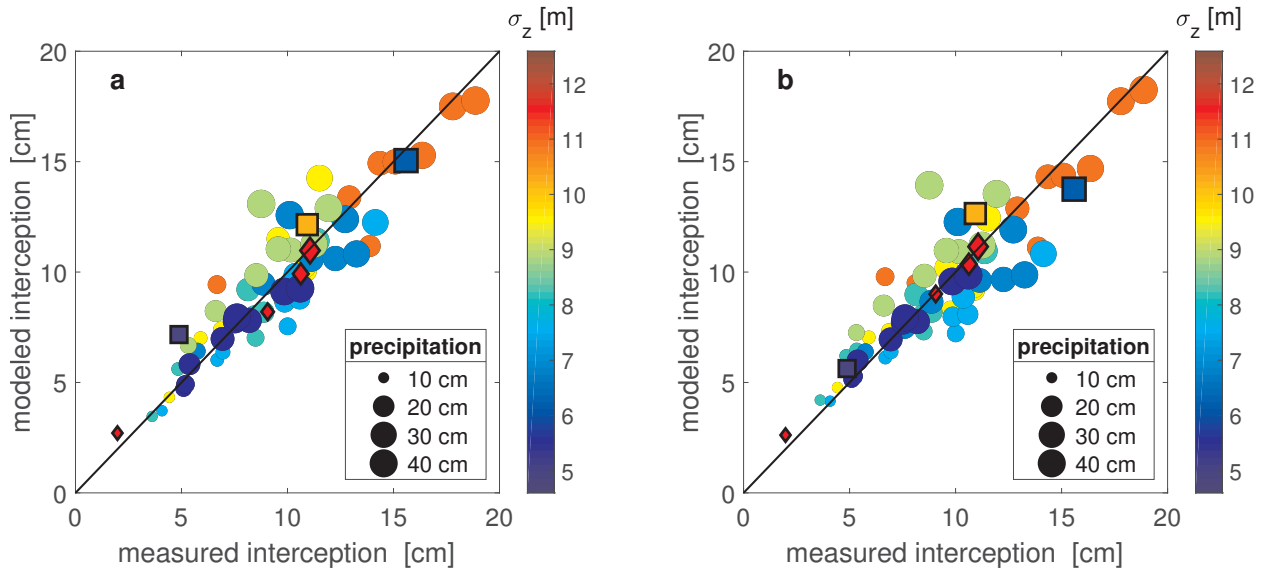 σz [m]
20
15
10
5
0
a
modeled interception [cm]
precipitation
10 cm
20 cm
30 cm
40 cm
0 5 10 15 20
measured interception [cm]
12
11
10
9
8
7
6
5
σz [m]
20
15
10
5
0
b
modeled interception [cm]
precipitation
10 cm
20 cm
30 cm
40 cm
0 5 10 15 20
measured interception [cm]
12
11
10
9
8
7
6
5